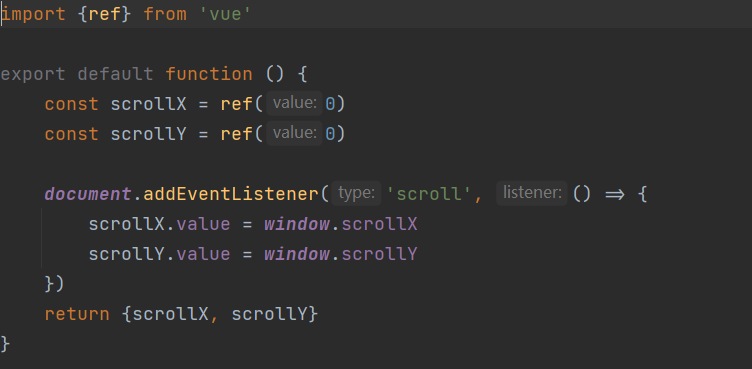 import {ref} from 'vue'
export default function () {
    const scrollX = ref( value: 0)
    const scrollY = ref( value: 0)
    document.addEventListener( type: 'scroll', listener: () => {
        scrollX.value = window.scrollX
        scrollY.value = window.scrollY
    })
    return {scrollX, scrollY}
}